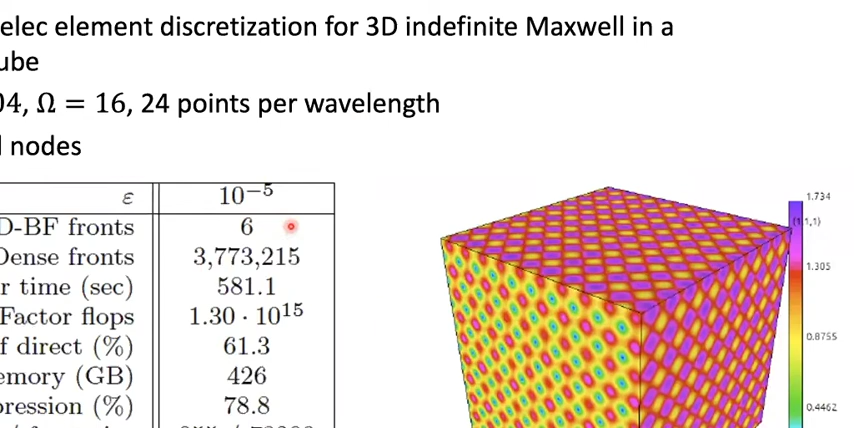 elec element discretization for 3D indefinite Maxwell in a
ube
04, Ω = 16, 24 points per wavelength
l nodes
ε 10⁻⁵
D-BF fronts 6
Dense fronts 3,773,215
r time (sec) 581.1
Factor flops 1.30 · 10¹⁵
f direct (%) 61.3
emory (GB) 426
pression (%) 78.8
1.734
(1,1,1)
1.305
0.8755
0.4462